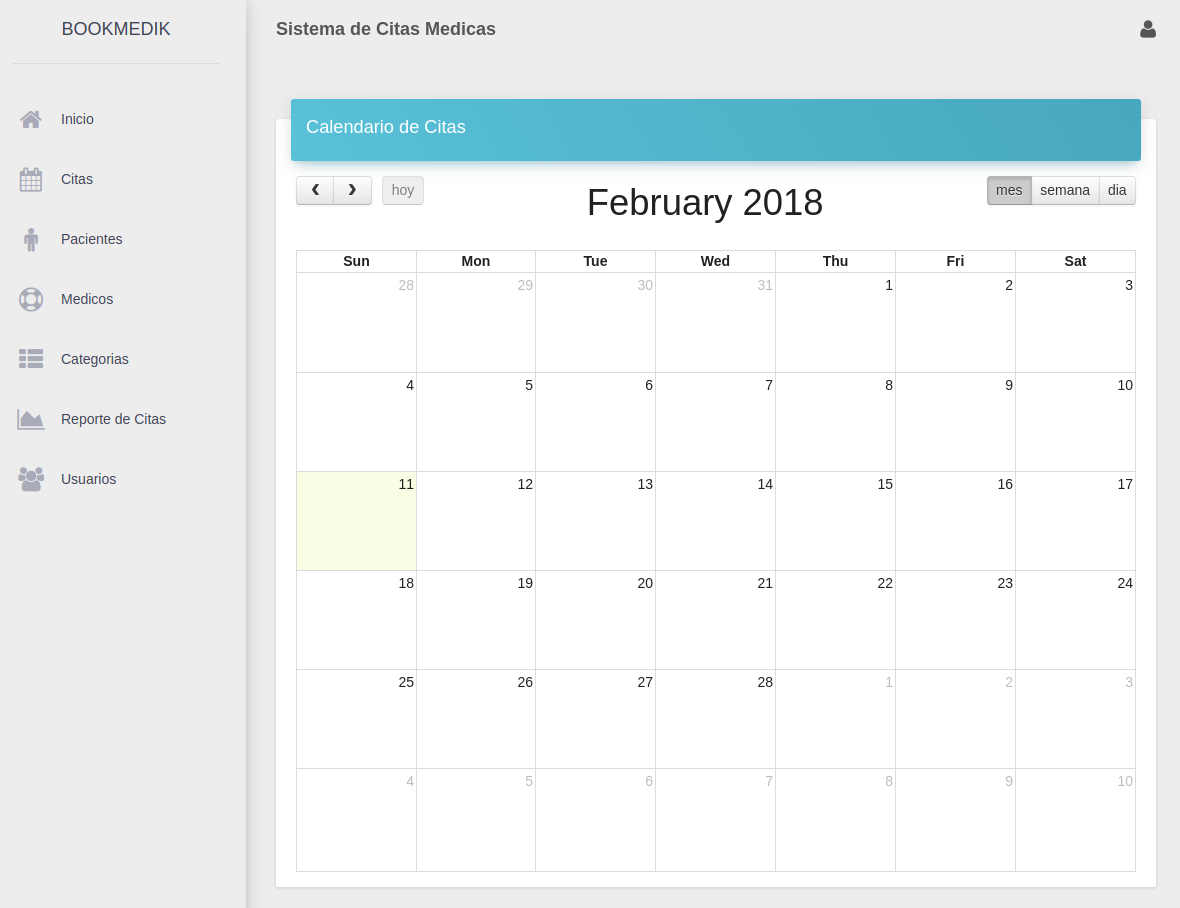 BOOKMEDIK
Sistema de Citas Medicas
Inicio
Citas
Pacientes
Medicos
Categorias
Reporte de Citas
Usuarios
Calendario de Citas
hoy
February 2018
mes semana dia
Sun Mon Tue Wed Thu Fri Sat
28 29 30 31 1 2 3
4 5 6 7 8 9 10
11 12 13 14 15 16 17
18 19 20 21 22 23 24
25 26 27 28 1 2 3
4 5 6 7 8 9 10